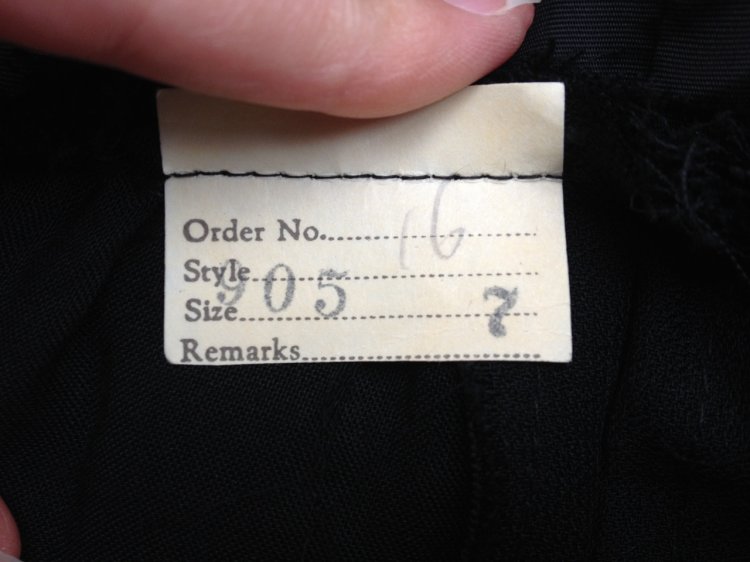 Order No. 16
Style 905
Size 7
Remarks